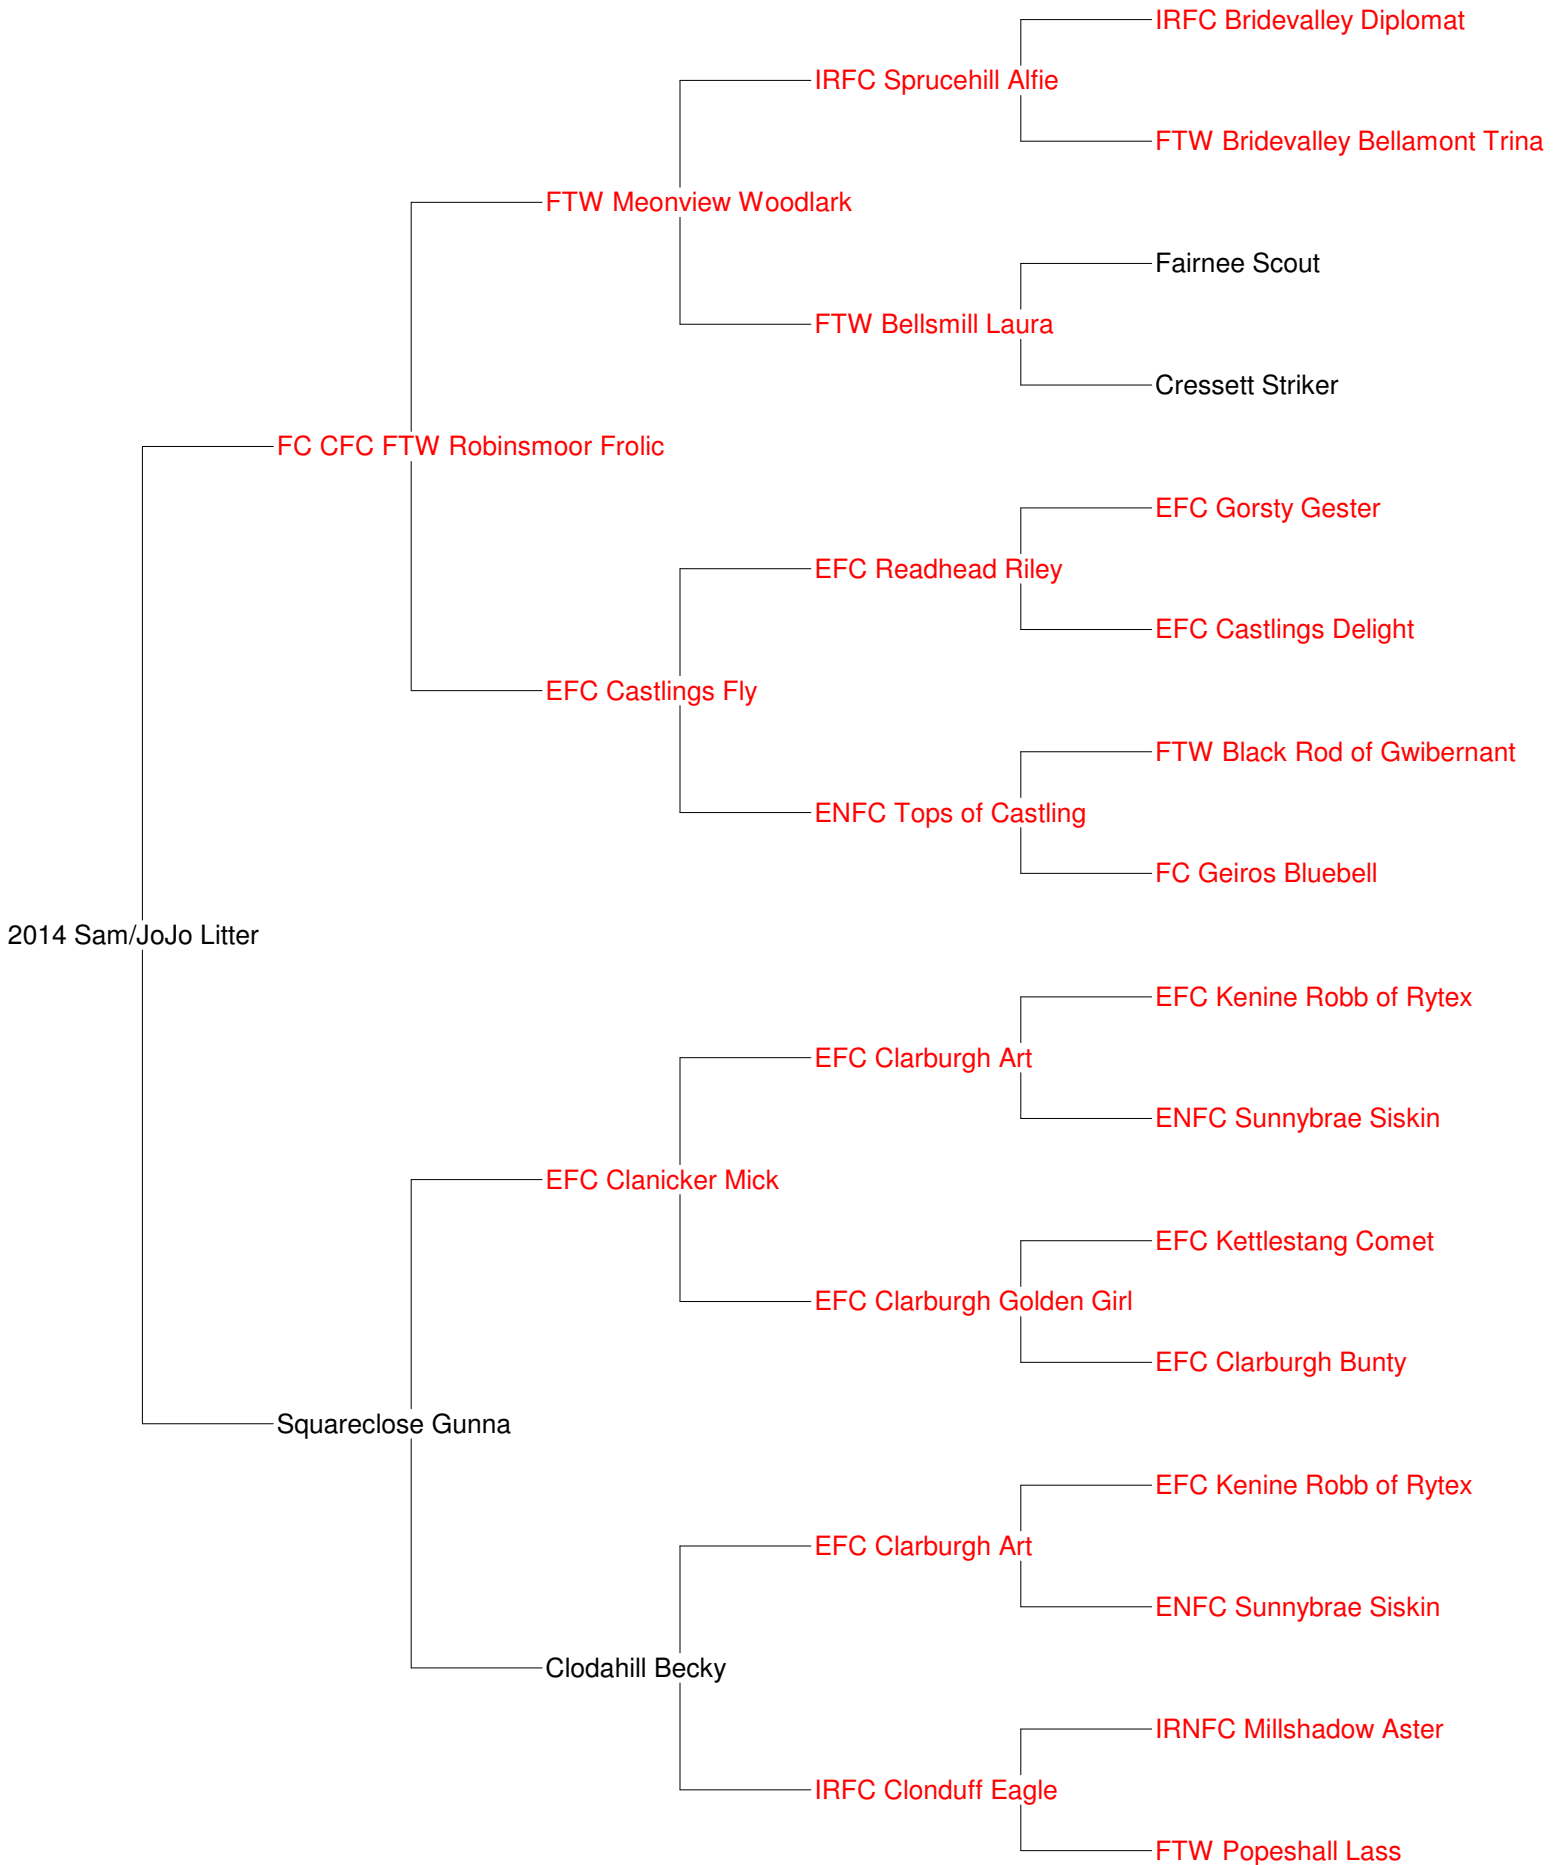 IRFC Bridevalley Diplomat
IRFC Sprucehill Alfie
FTW Bridevalley Bellamont Trina
FTW Meonview Woodlark
Fairnee Scout
FTW Bellsmill Laura
Cressett Striker
FC CFC FTW Robinsmoor Frolic
EFC Gorsty Gester
EFC Readhead Riley
EFC Castlings Delight
EFC Castlings Fly
FTW Black Rod of Gwibernant
ENFC Tops of Castling
FC Geiros Bluebell
2014 Sam/JoJo Litter
EFC Kenine Robb of Rytex
EFC Clarburgh Art
ENFC Sunnybrae Siskin
EFC Clanicker Mick
EFC Kettlestang Comet
EFC Clarburgh Golden Girl
EFC Clarburgh Bunty
Squareclose Gunna
EFC Kenine Robb of Rytex
EFC Clarburgh Art
ENFC Sunnybrae Siskin
Clodahill Becky
IRNFC Millshadow Aster
IRFC Clonduff Eagle
FTW Popeshall Lass